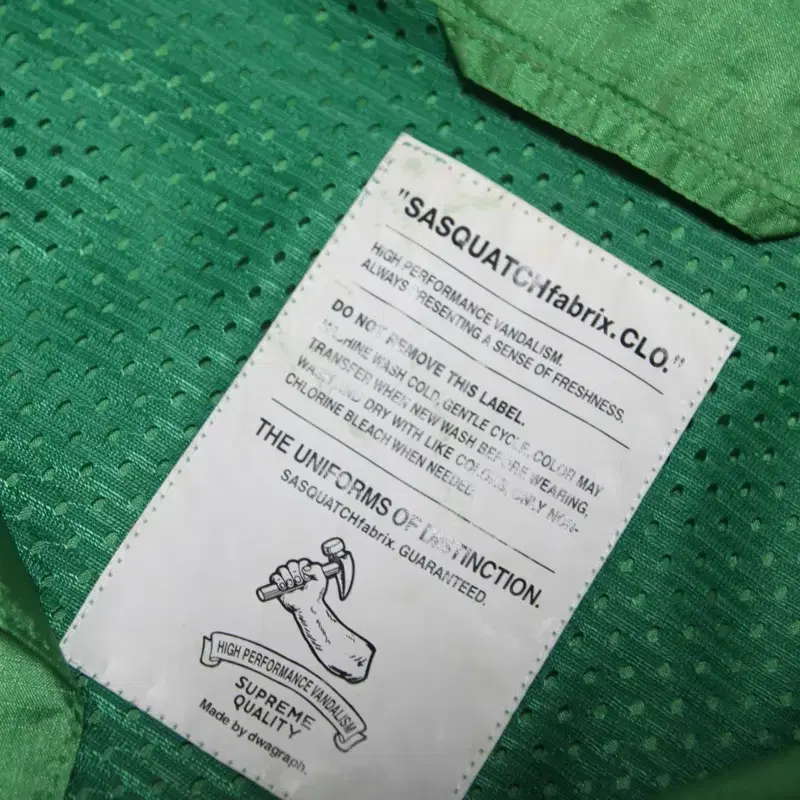 "SASQUATCHfabrix.CLO."
HIGH PERFORMANCE VANDALISM.
ALWAYS PRESENTING A SENSE OF FRESHNESS.
DO NOT REMOVE THIS LABEL.
MACHINE WASH COLD, GENTLE CYCLE, COLOR MAY
TRANSFER WHEN NEW WASH BEFORE WEARING,
WASH AND DRY WITH LIKE COLORS, ONLY NON-
CHLORINE BLEACH WHEN NEEDED.
THE UNIFORMS OF DISTINCTION.
SASQUATCHfabrix. GUARANTEED.
HIGH PERFORMANCE VANDALISM
SUPREME
QUALITY
Made by dwagraph.